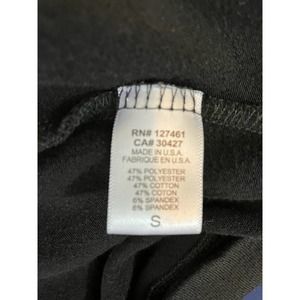 RN# 127461
CA# 30427
MADE IN U.S.A.
FABRIQUE EN U.S.A.
47% POLYESTER
47% POLYESTER
47% COTTON
47% COTON
6% SPANDEX
6% SPANDEX
S